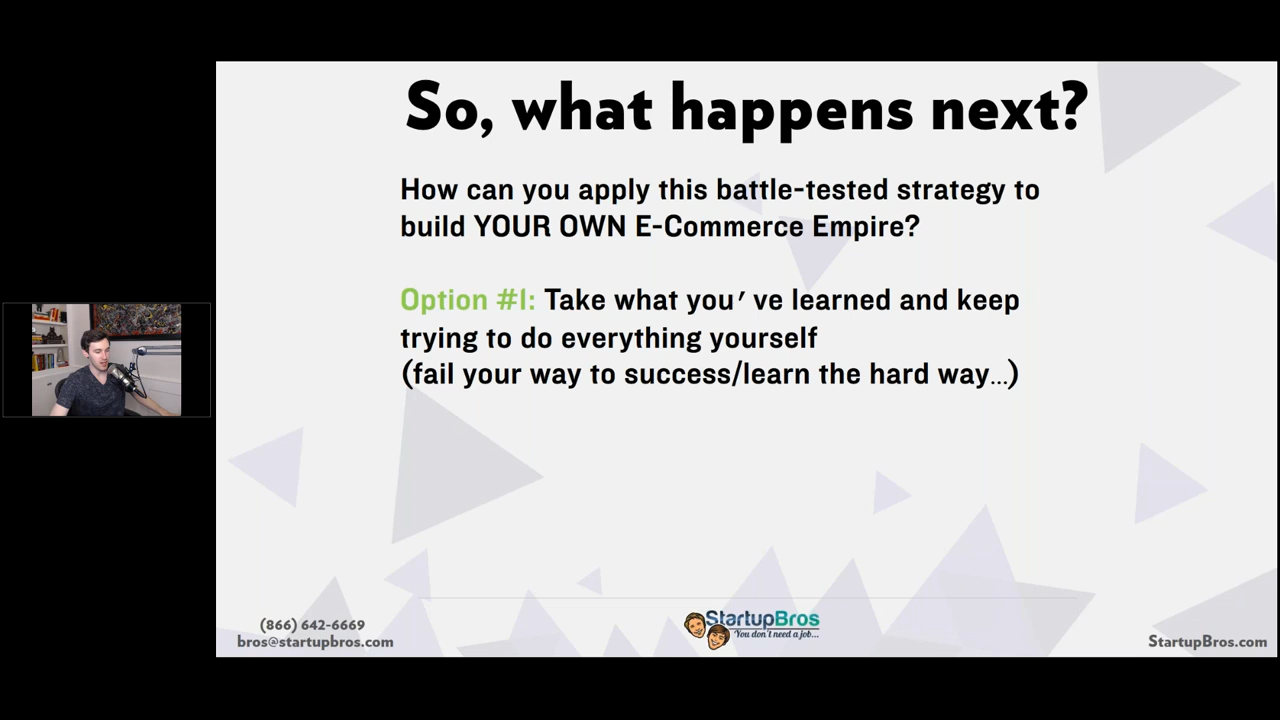 So, what happens next?
How can you apply this battle-tested strategy to
build YOUR OWN E-Commerce Empire?
Option #1: Take what you’ ve learned and keep
trying to do everything yourself
(fail your way to success/learn the hard way...)
(866) 642-6669
bros@startupbros.com
StartupBros
"You don't need a job...
StartupBros.com